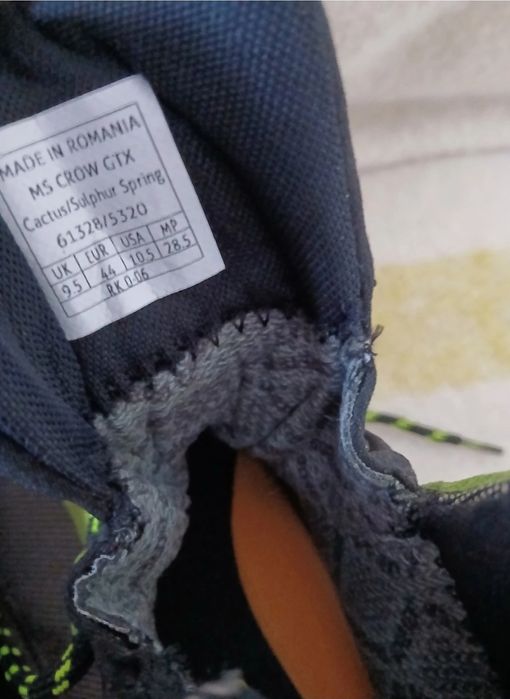 MADE IN ROMANIA
MS CROW GTX
Cactus/Sulphur Spring
61328/5320
UK EUR USA MP
9.5 44 10.5 28.5
RK 0.06